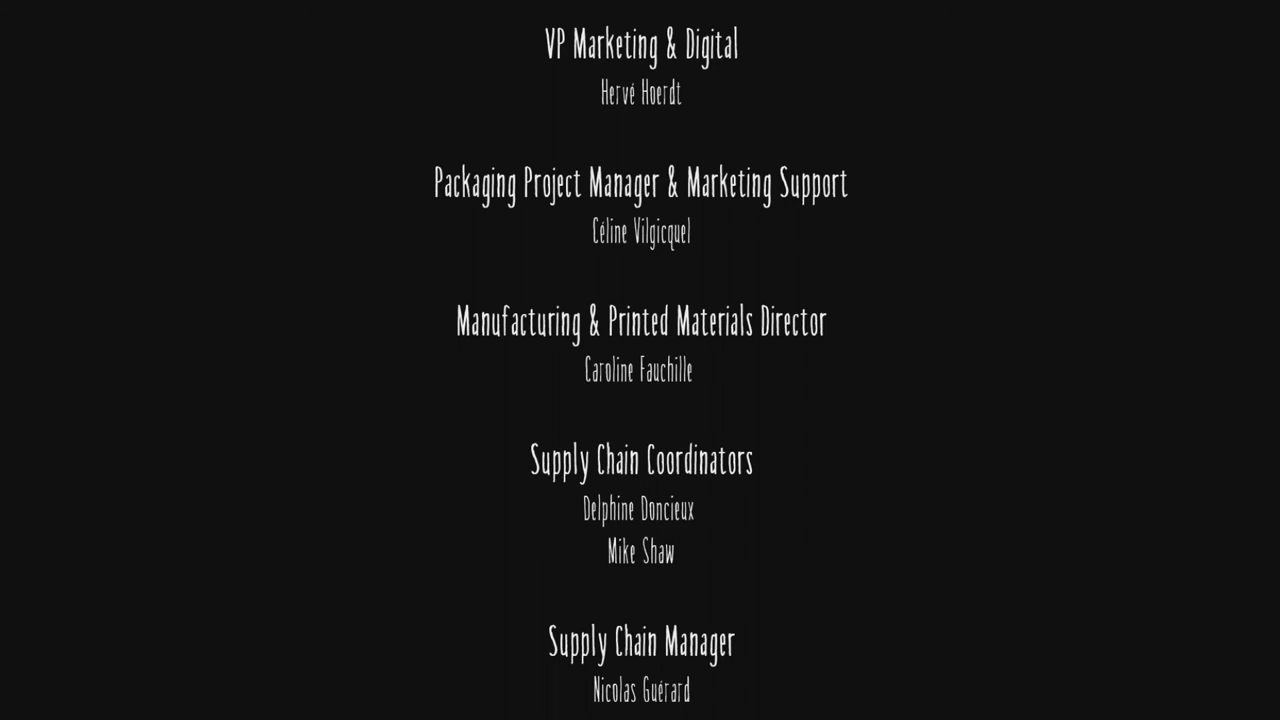 VP Marketing & Digital
Hervé Hoerdt
Packaging Project Manager & Marketing Support
Céline Vilgicquel
Manufacturing & Printed Materials Director
Caroline Fauchille
Supply Chain Coordinators
Delphine Doncieux
Mike Shaw
Supply Chain Manager
Nicolas Guérard